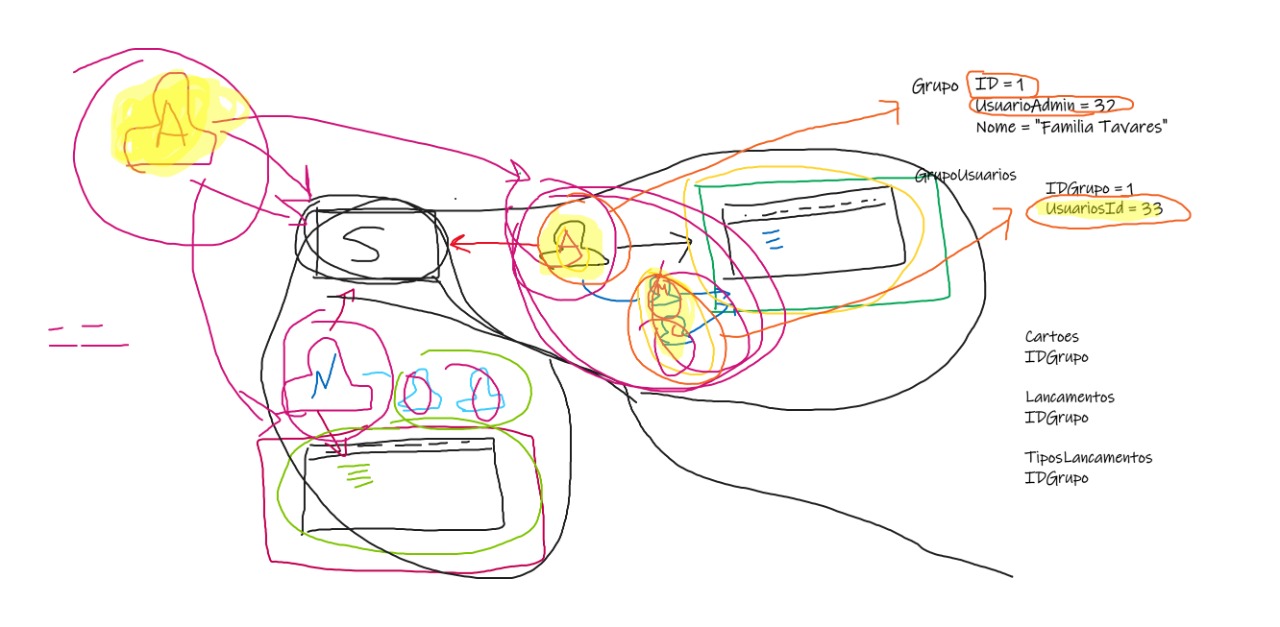 A
Grupo ID = 1
UsuarioAdmin = 32
Nome = "Familia Tavares"
GrupoUsuarios
IDGrupo = 1
UsuariosId = 33
S
A
M
N
Cartoes
IDGrupo
Lancamentos
IDGrupo
TiposLancamentos
IDGrupo